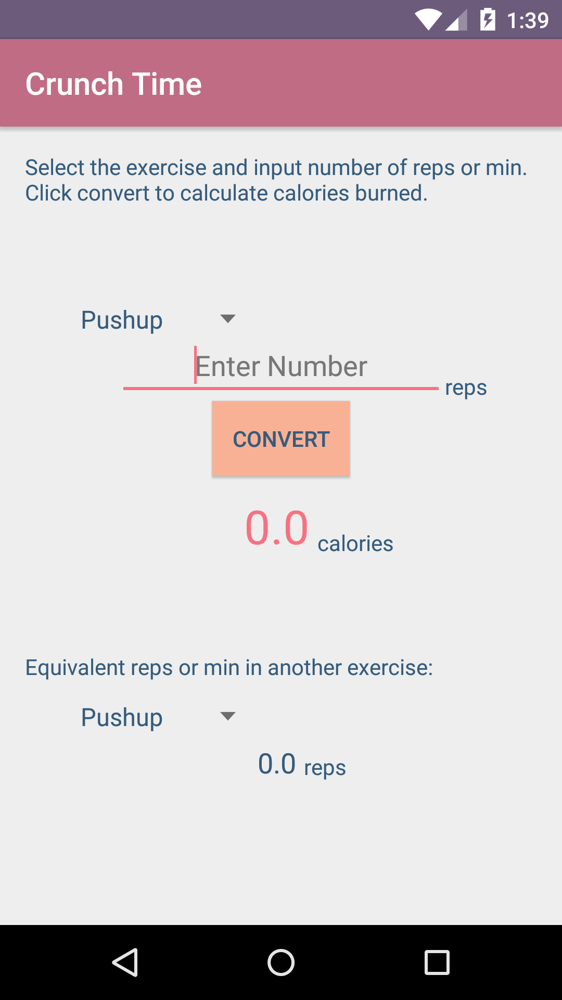 1:39
Crunch Time
Select the exercise and input number of reps or min.
Click convert to calculate calories burned.
Pushup
Enter Number
reps
CONVERT
0.0 calories
Equivalent reps or min in another exercise:
Pushup
0.0 reps